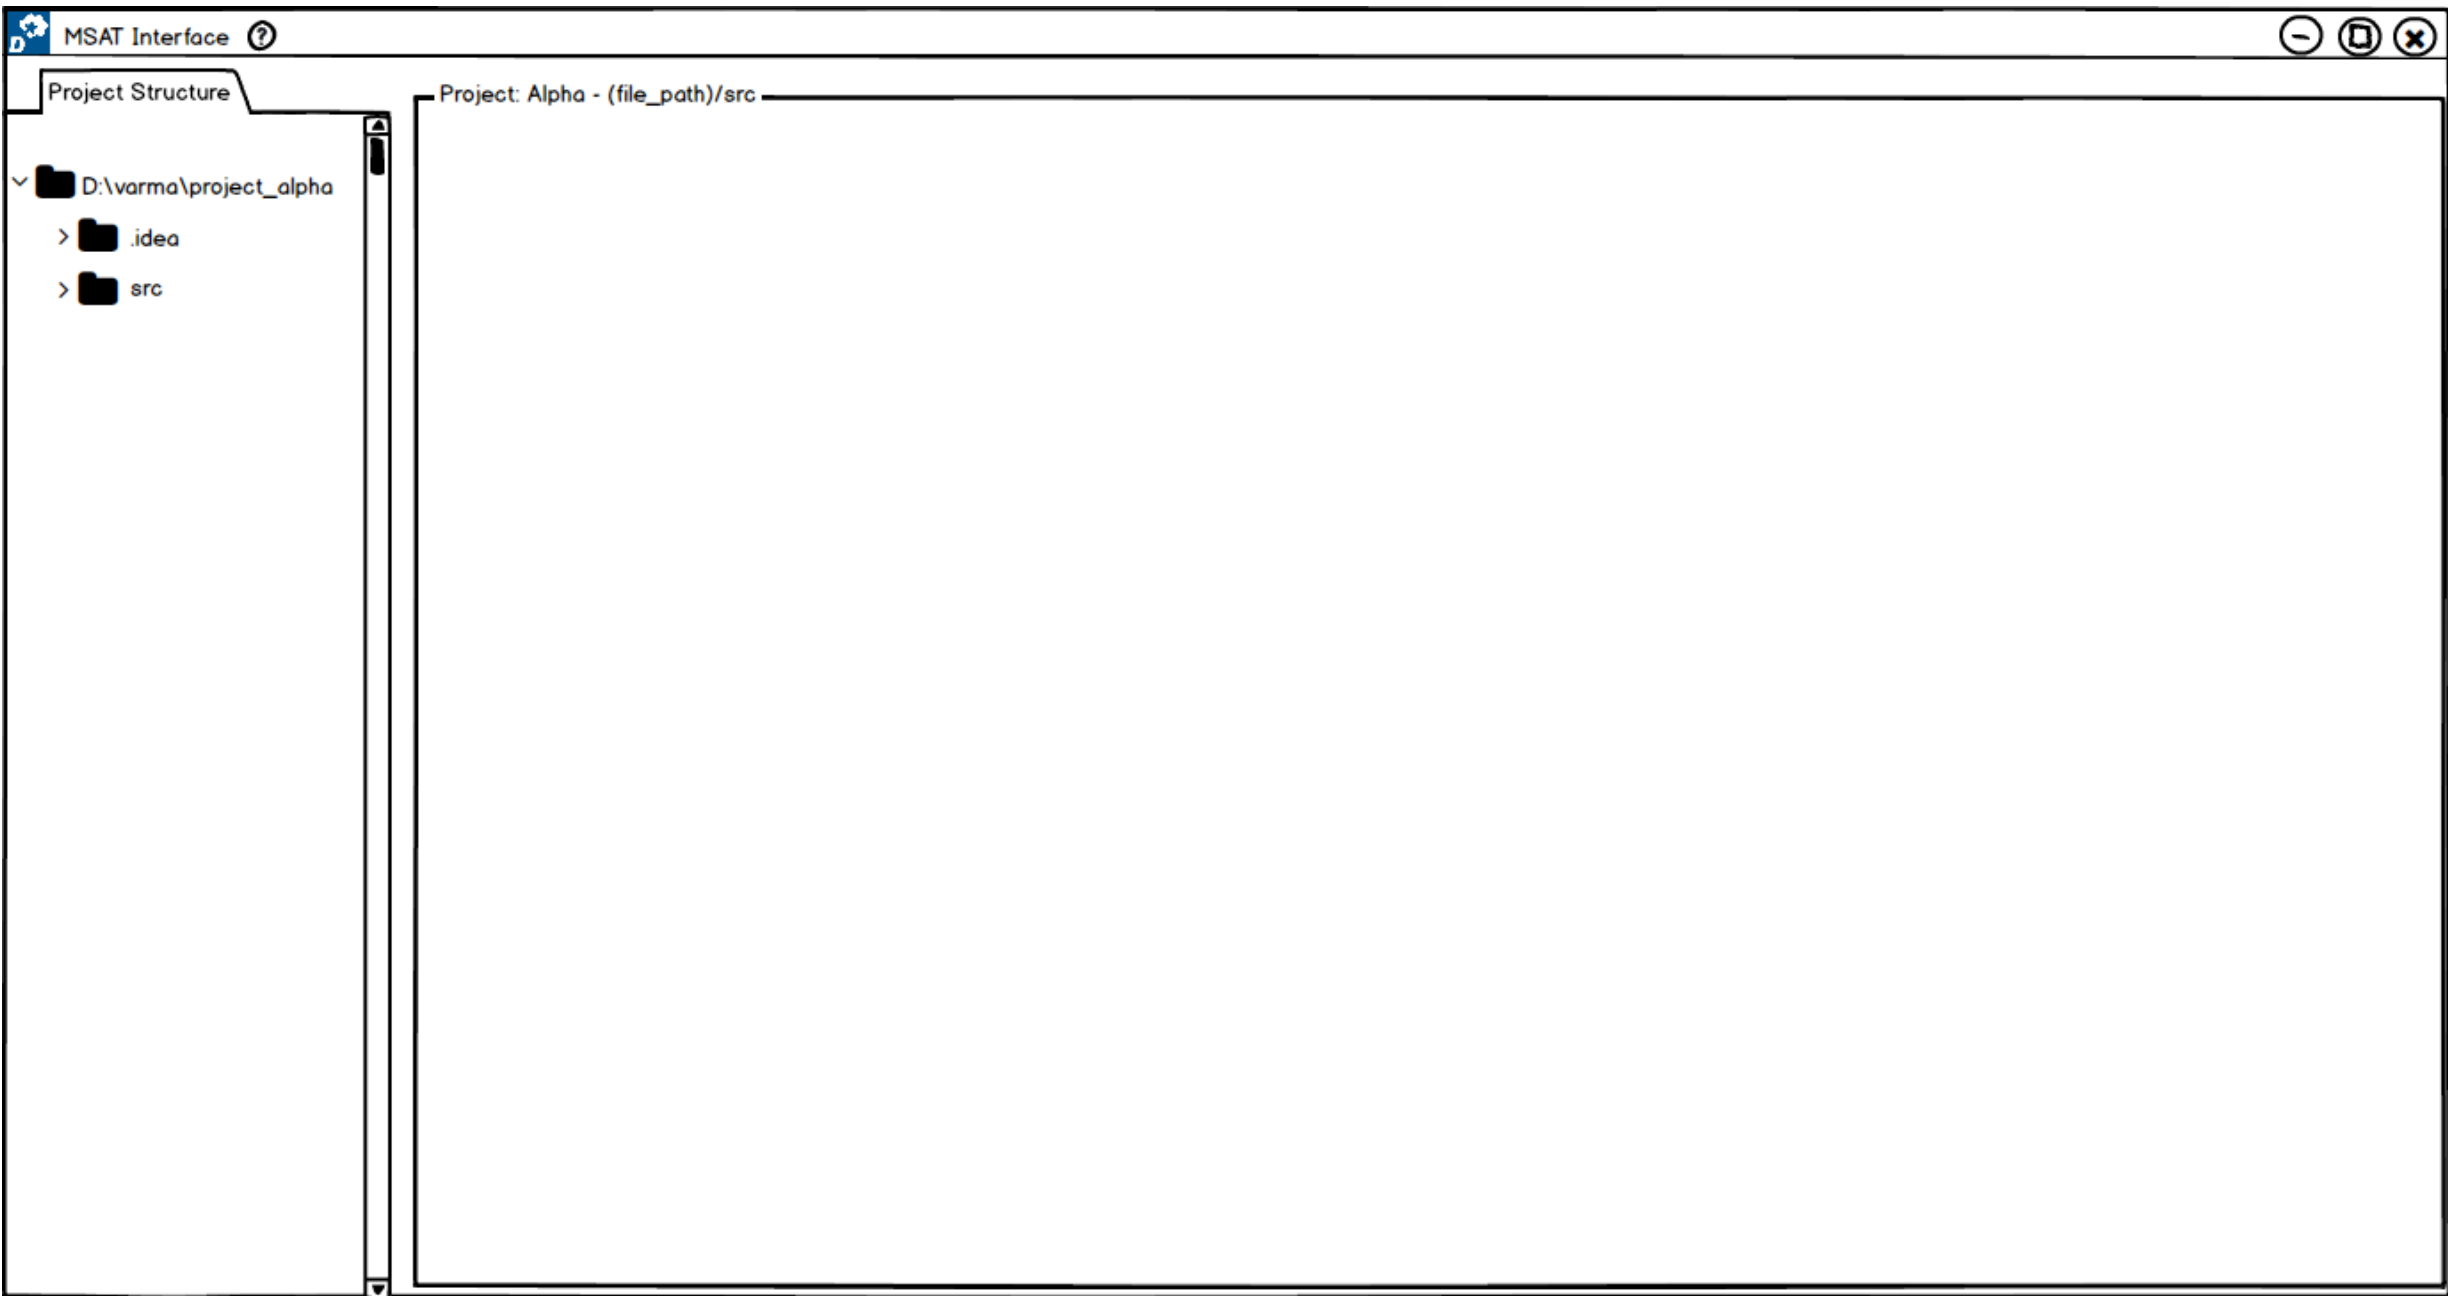 D
MSAT Interface ?
Project Structure
Project: Alpha - (file_path)/src
D:\varma\project_alpha
.idea
src